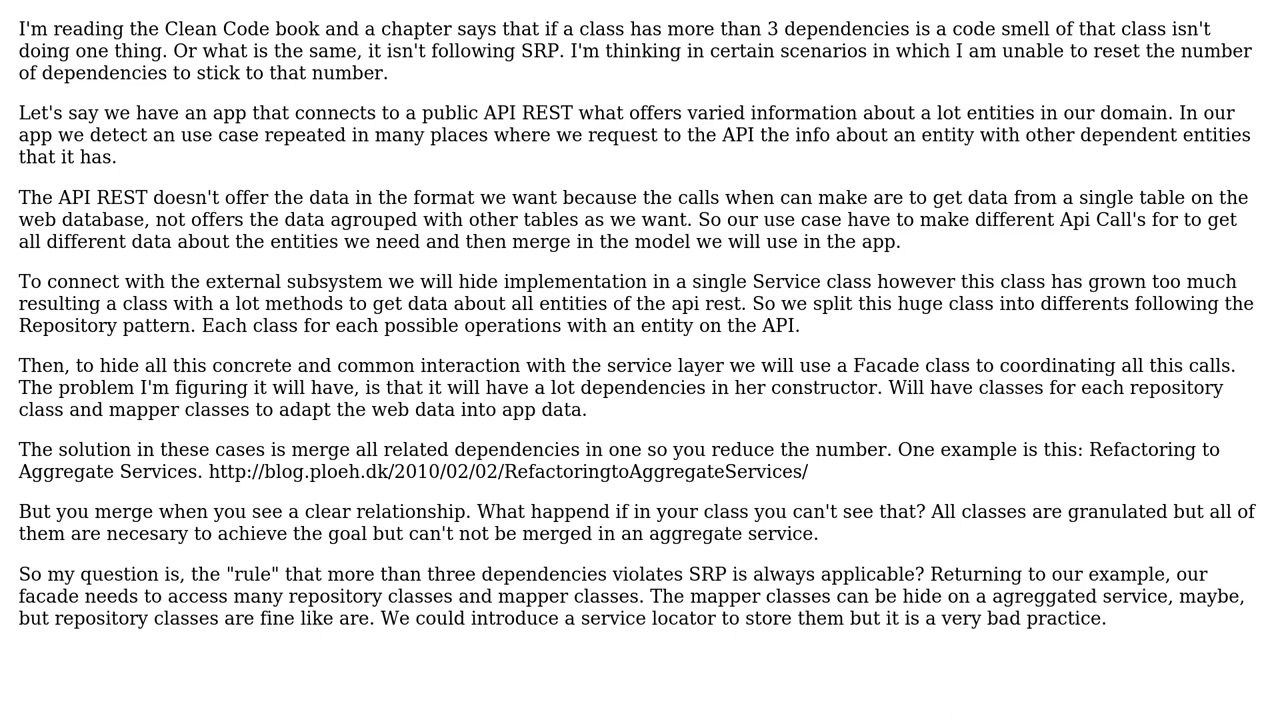 I'm reading the Clean Code book and a chapter says that if a class has more than 3 dependencies is a code smell of that class isn't
doing one thing. Or what is the same, it isn't following SRP. I'm thinking in certain scenarios in which I am unable to reset the number
of dependencies to stick to that number.
Let's say we have an app that connects to a public API REST what offers varied information about a lot entities in our domain. In our
app we detect an use case repeated in many places where we request to the API the info about an entity with other dependent entities
that it has.
The API REST doesn't offer the data in the format we want because the calls when can make are to get data from a single table on the
web database, not offers the data agrouped with other tables as we want. So our use case have to make different Api Call's for to get
all different data about the entities we need and then merge in the model we will use in the app.
To connect with the external subsystem we will hide implementation in a single Service class however this class has grown too much
resulting a class with a lot methods to get data about all entities of the api rest. So we split this huge class into differents following the
Repository pattern. Each class for each possible operations with an entity on the API.
Then, to hide all this concrete and common interaction with the service layer we will use a Facade class to coordinating all this calls.
The problem I'm figuring it will have, is that it will have a lot dependencies in her constructor. Will have classes for each repository
class and mapper classes to adapt the web data into app data.
The solution in these cases is merge all related dependencies in one so you reduce the number. One example is this: Refactoring to
Aggregate Services. http://blog.ploeh.dk/2010/02/02/RefactoringtoAggregateServices/
But you merge when you see a clear relationship. What happend if in your class you can't see that? All classes are granulated but all of
them are necesary to achieve the goal but can't not be merged in an aggregate service.
So my question is, the "rule" that more than three dependencies violates SRP is always applicable? Returning to our example, our
facade needs to access many repository classes and mapper classes. The mapper classes can be hide on a agreggated service, maybe,
but repository classes are fine like are. We could introduce a service locator to store them but it is a very bad practice.